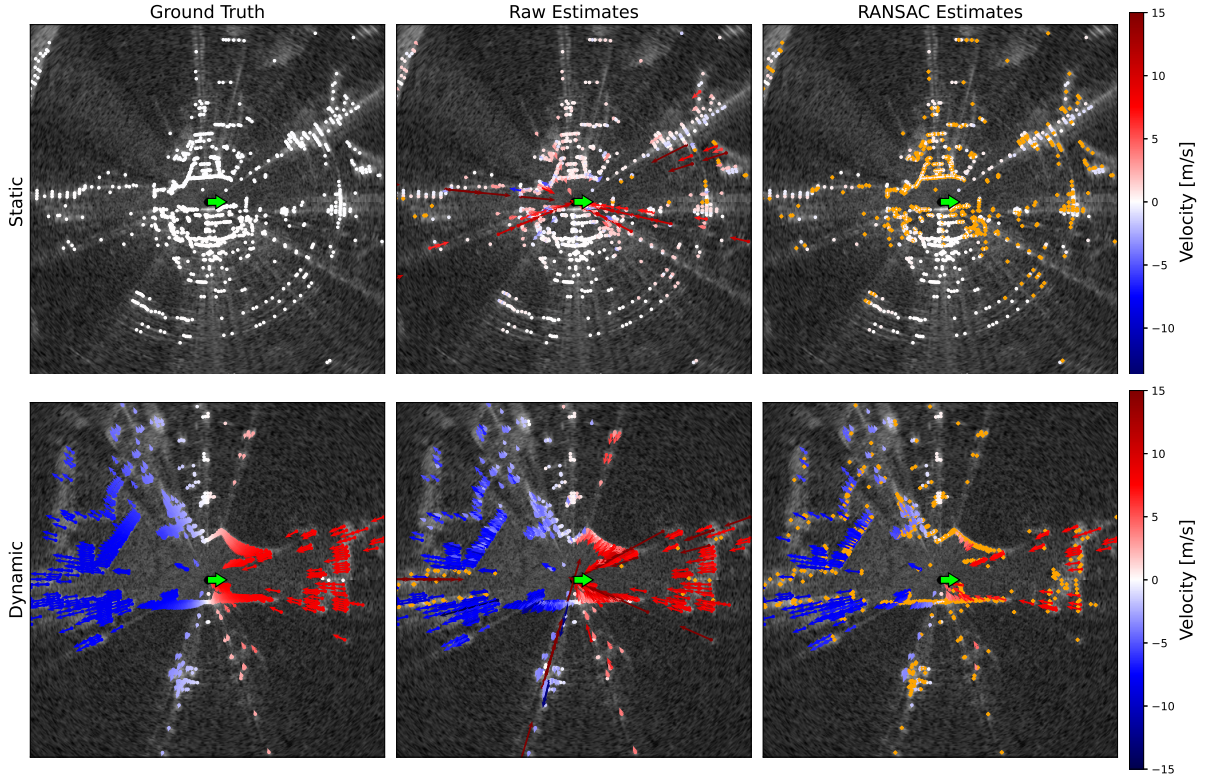 Ground Truth
Raw Estimates
RANSAC Estimates
Static
15
10
5
0
−5
−10
Velocity [m/s]
Dynamic
15
10
5
0
−5
−10
−15
Velocity [m/s]